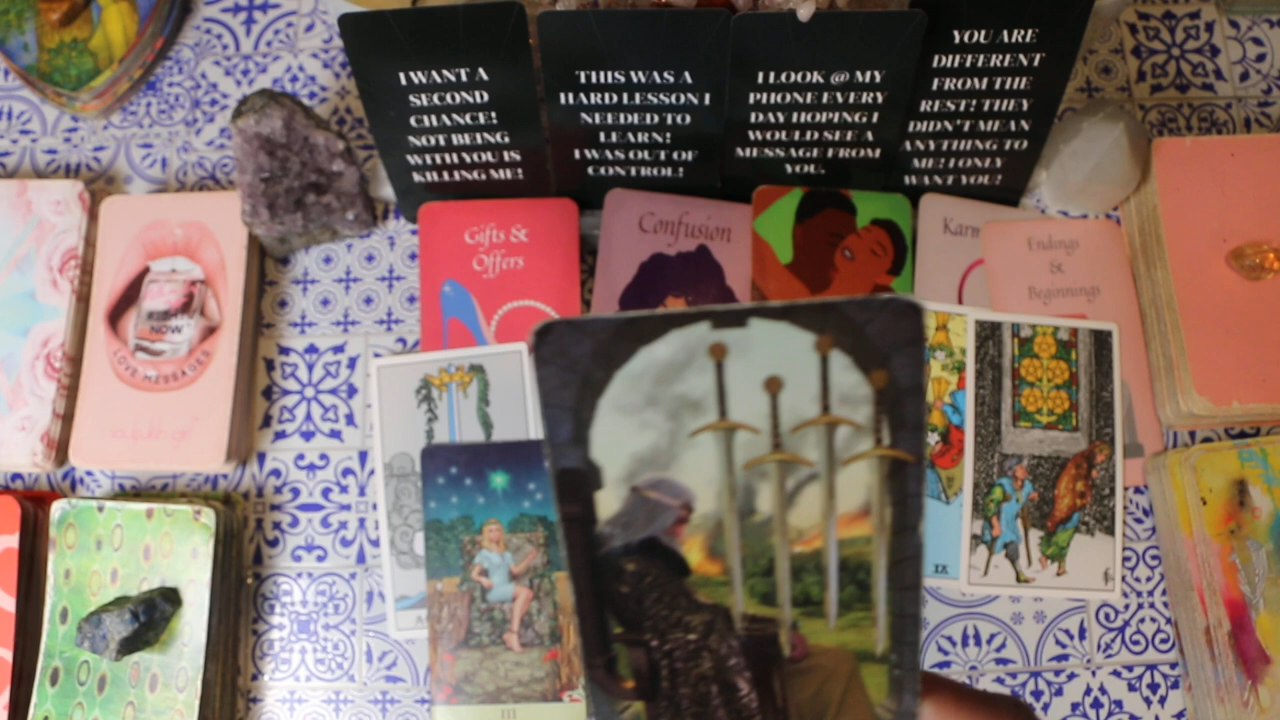 I WANT A
SECOND
CHANCE!
NOT BEING
WITH YOU IS
KILLING ME!
THIS WAS A
HARD LESSON I
NEEDED TO
LEARN!
I WAS OUT OF
CONTROL!
I LOOK @ MY
PHONE EVERY
DAY HOPING I
WOULD SEE A
MESSAGE FROM
YOU.
YOU ARE
DIFFERENT
FROM THE
REST! THEY
DIDN'T MEAN
ANYTHING TO
ME! I ONLY
WANT YOU!
Gifts &
Offers
Confusion
Karm
Endings
&
Beginnings
NOW
LOVE MESSAGES
IX
III